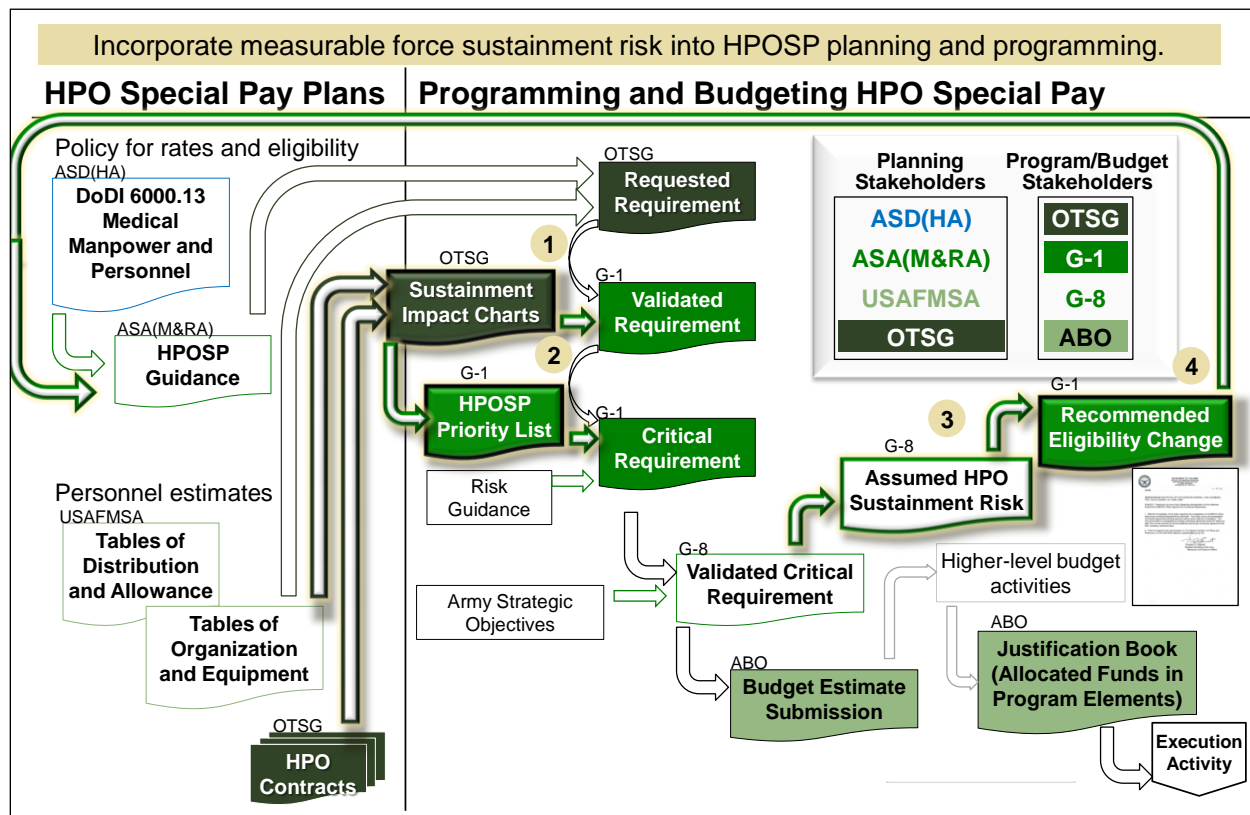 Incorporate measurable force sustainment risk into HPOSP planning and programming.
HPO Special Pay Plans
Programming and Budgeting HPO Special Pay
Policy for rates and eligibility
ASD(HA)
DoDI 6000.13
Medical
Manpower and
Personnel
ASA(M&RA)
HPOSP
Guidance
Personnel estimates
USAFMSA
Tables of
Distribution
and Allowance
Tables of
Organization
and Equipment
OTSG
HPO
Contracts
OTSG
Requested
Requirement
1
OTSG
Sustainment
Impact Charts
G-1
Validated
Requirement
2
G-1
HPOSP
Priority List
G-1
Critical
Requirement
Risk
Guidance
G-8
Validated Critical
Requirement
Army Strategic
Objectives
ABO
Budget Estimate
Submission
Planning
Stakeholders
ASD(HA)
ASA(M&RA)
USAFMSA
OTSG
Program/Budget
Stakeholders
OTSG
G-1
G-8
ABO
3
G-8
Assumed HPO
Sustainment Risk
4
G-1
Recommended
Eligibility Change
Higher-level budget
activities
ABO
Justification Book
(Allocated Funds in
Program Elements)
Execution
Activity